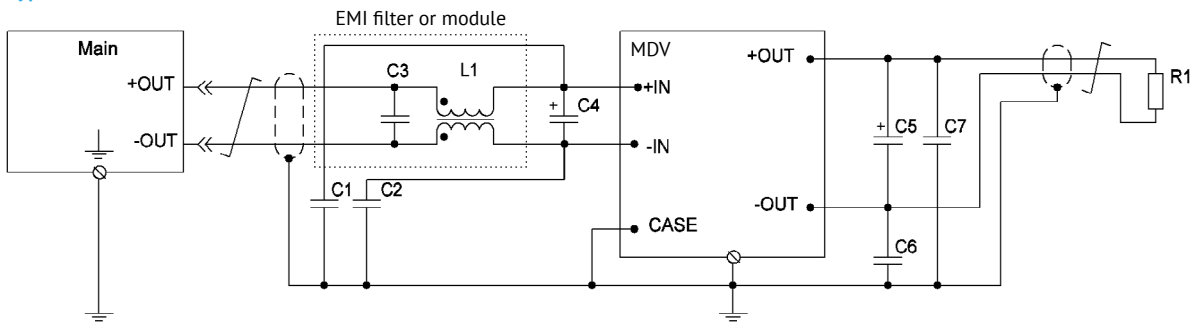 EMI filter or module
Main
MDV
+OUT
C3
L1
+OUT
+IN
+ C4
R1
-OUT
-IN
+ C5
C7
C1
C2
-OUT
CASE
C6